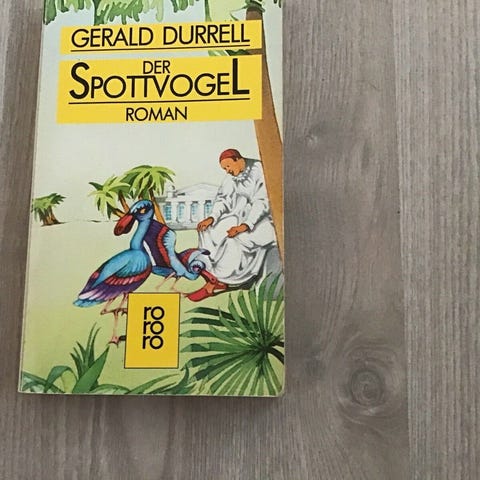 GERALD DURRELL
DER
SPOTTVOGEL
ROMAN
ro
ro
ro